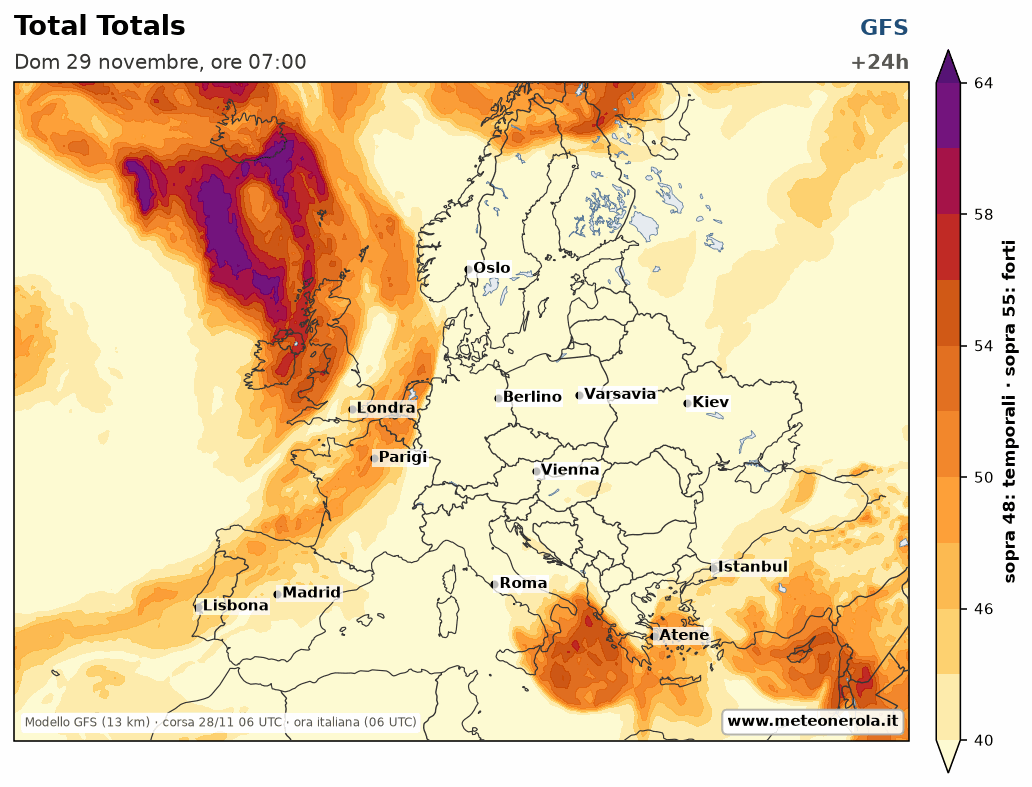 Total Totals
GFS
Dom 29 novembre, ore 07:00
+24h
64
58
54
50
46
40
sopra 48: temporali · sopra 55: forti
Oslo
Berlino
Varsavia
Kiev
Londra
Parigi
Vienna
Istanbul
Roma
Madrid
Lisbona
Atene
Modello GFS (13 km) · corsa 28/11 06 UTC · ora italiana (06 UTC)
www.meteonerola.it